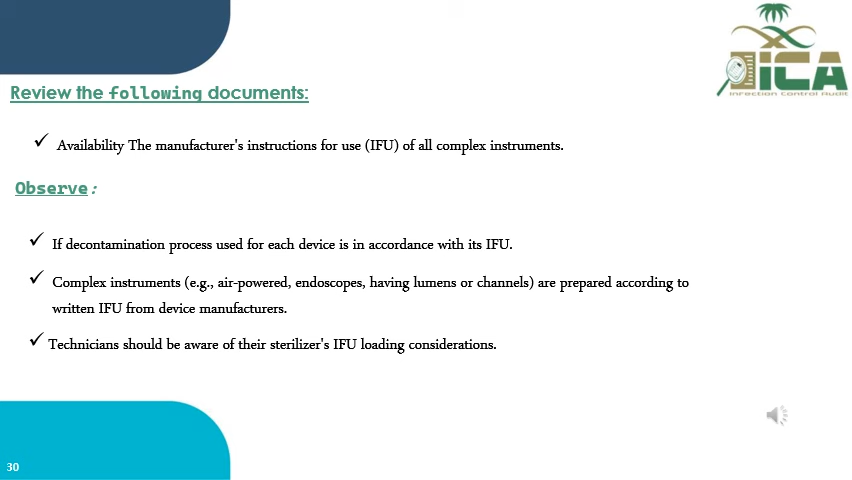 iCA
Infection Control Audit
Review the following documents:
✓ Availability The manufacturer's instructions for use (IFU) of all complex instruments.
Observe:
✓ If decontamination process used for each device is in accordance with its IFU.
✓ Complex instruments (e.g., air-powered, endoscopes, having lumens or channels) are prepared according to
written IFU from device manufacturers.
✓ Technicians should be aware of their sterilizer's IFU loading considerations.
30